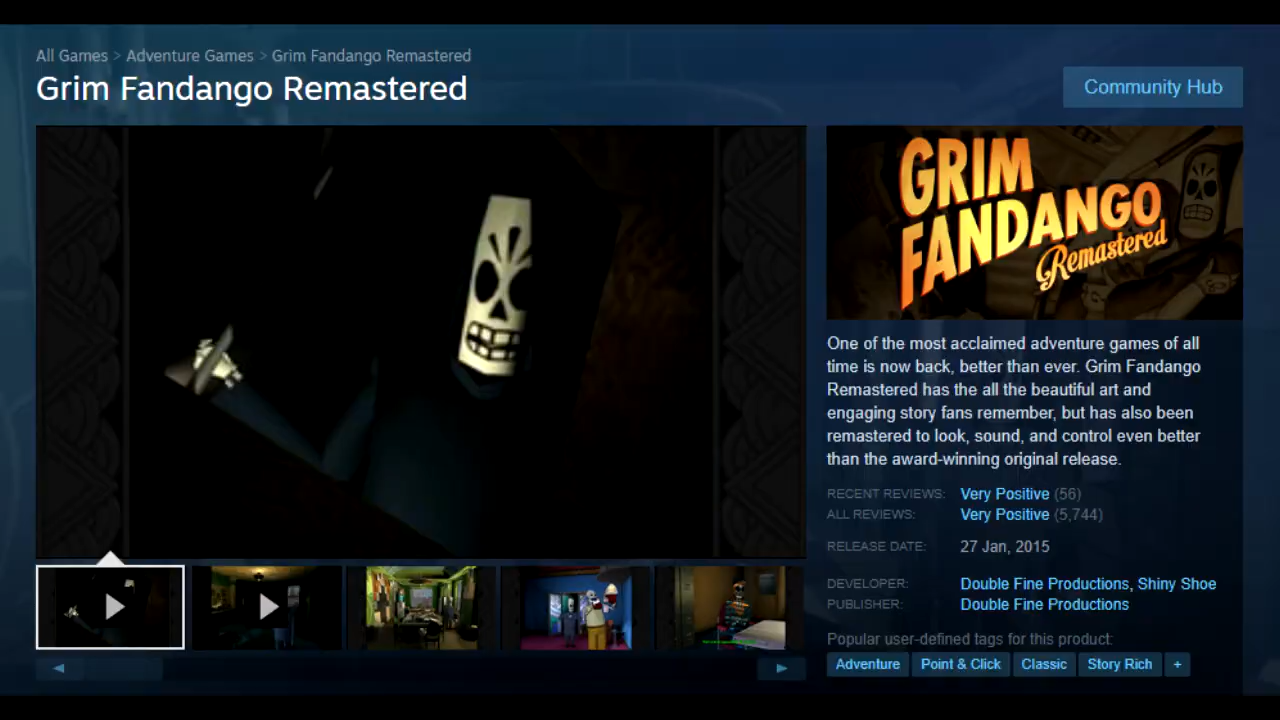 All Games > Adventure Games > Grim Fandango Remastered
Grim Fandango Remastered
Community Hub
GRIM
FANDANGO
Remastered
One of the most acclaimed adventure games of all
time is now back, better than ever. Grim Fandango
Remastered has the all the beautiful art and
engaging story fans remember, but has also been
remastered to look, sound, and control even better
than the award-winning original release.
RECENT REVIEWS: Very Positive (56)
ALL REVIEWS: Very Positive (5,744)
RELEASE DATE: 27 Jan, 2015
DEVELOPER: Double Fine Productions, Shiny Shoe
PUBLISHER: Double Fine Productions
Popular user-defined tags for this product:
Adventure Point & Click Classic Story Rich +